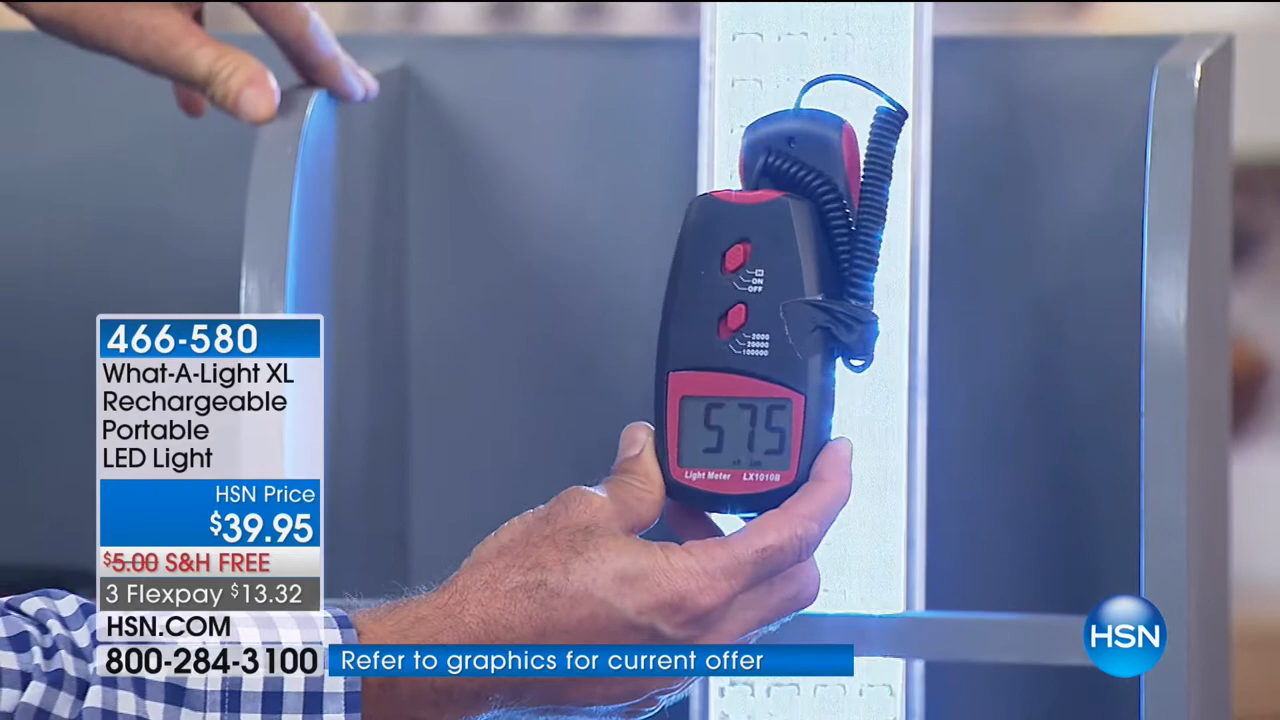 H
ON
OFF
2000
20000
100000
575
Light Meter LX1010B
466-580
What-A-Light XL
Rechargeable
Portable
LED Light
HSN Price
$39.95
$5.00 S&H FREE
3 Flexpay $13.32
HSN.COM
800-284-3100
Refer to graphics for current offer
HSN